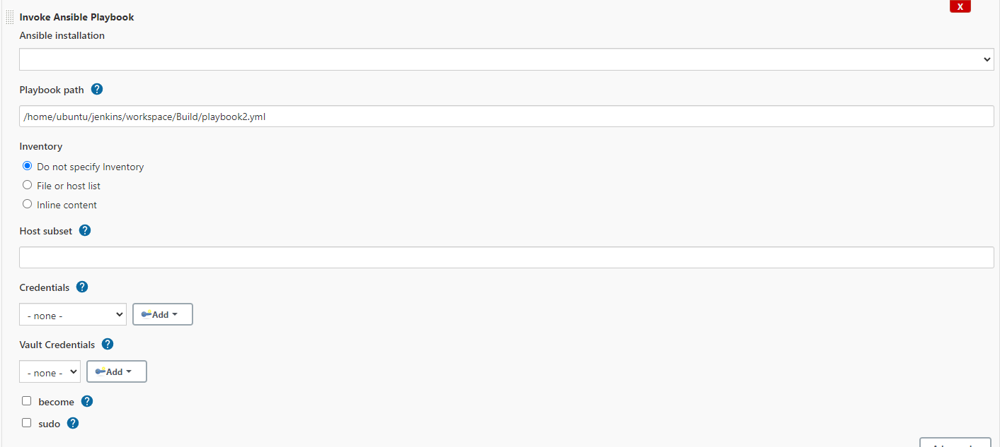 Invoke Ansible Playbook
X
Ansible installation
Playbook path ?
/home/ubuntu/jenkins/workspace/Build/playbook2.yml
Inventory
Do not specify Inventory
File or host list
Inline content
Host subset ?
Credentials ?
- none - Add
Vault Credentials ?
- none - Add
become ?
sudo ?